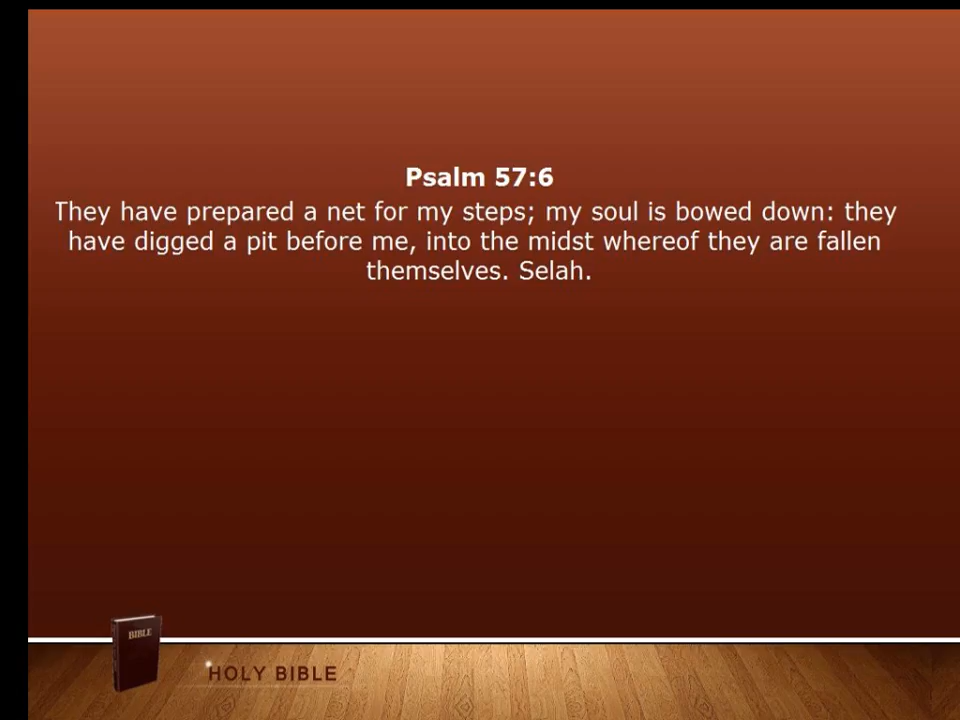 Psalm 57:6
They have prepared a net for my steps; my soul is bowed down: they
have digged a pit before me, into the midst whereof they are fallen
themselves. Selah.
BIBLE
HOLY BIBLE